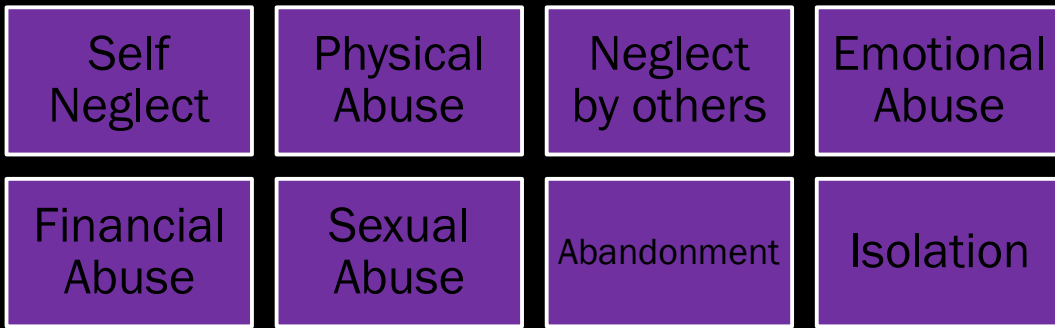 Self
Neglect
Physical
Abuse
Neglect
by others
Emotional
Abuse
Financial
Abuse
Sexual
Abuse
Abandonment
Isolation